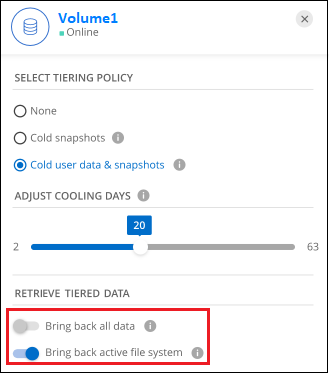 Volume1
Online
SELECT TIERING POLICY
None
Cold snapshots
Cold user data & snapshots
ADJUST COOLING DAYS
20
2 63
RETRIEVE TIERED DATA
Bring back all data
Bring back active file system